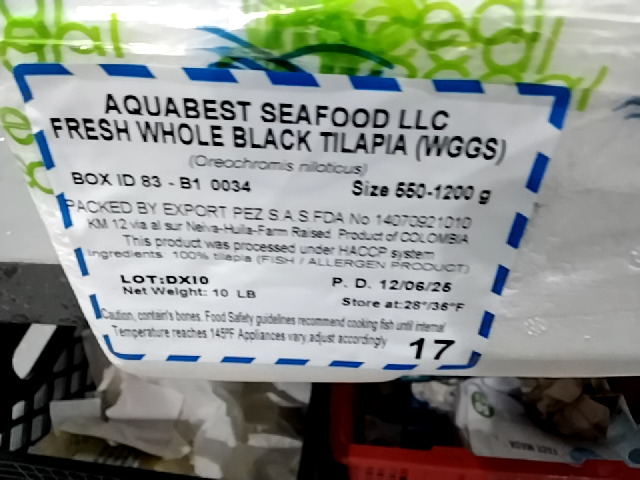 AQUABEST SEAFOOD LLC
FRESH WHOLE BLACK TILAPIA (WGGS)
(Oreochromis niloticus)
BOX ID 83 - B1 0034 Size 550-1200 g
PACKED BY EXPORT PEZ S.A.S FDA No 14070921010
KM 12 via al sur Neiva-Huila-Farm Raised Product of COLOMBIA
This product was processed under HACCP system
Ingredients: 100% tilapia (FISH / ALLERGEN PRODUCT)
LOT:DXI0 P. D. 12/06/25
Net Weight: 10 LB Store at:28°/36°F
Caution, contain's bones. Food Safety guidelines recommend cooking fish until internal
Temperature reaches 145ºF Appliances vary adjust accordingly
17